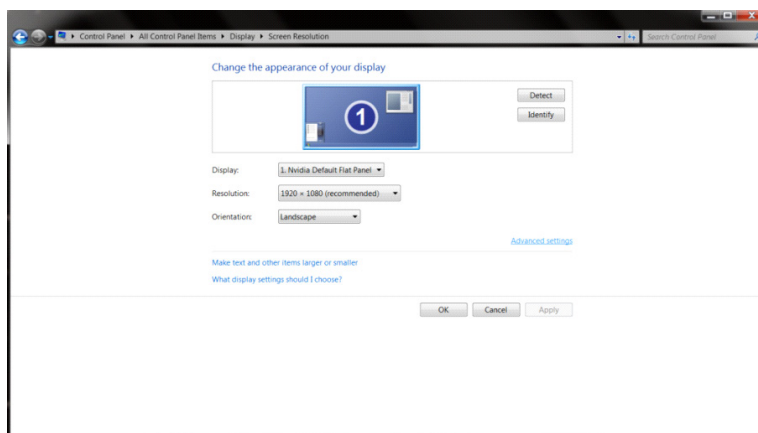 Control Panel ▸ All Control Panel Items ▸ Display ▸ Screen Resolution
Search Control Panel
Change the appearance of your display
1
Detect
Identify
Display: 1. Nvidia Default Flat Panel
Resolution: 1920 × 1080 (recommended)
Orientation: Landscape
Advanced settings
Make text and other items larger or smaller
What display settings should I choose?
OK Cancel Apply